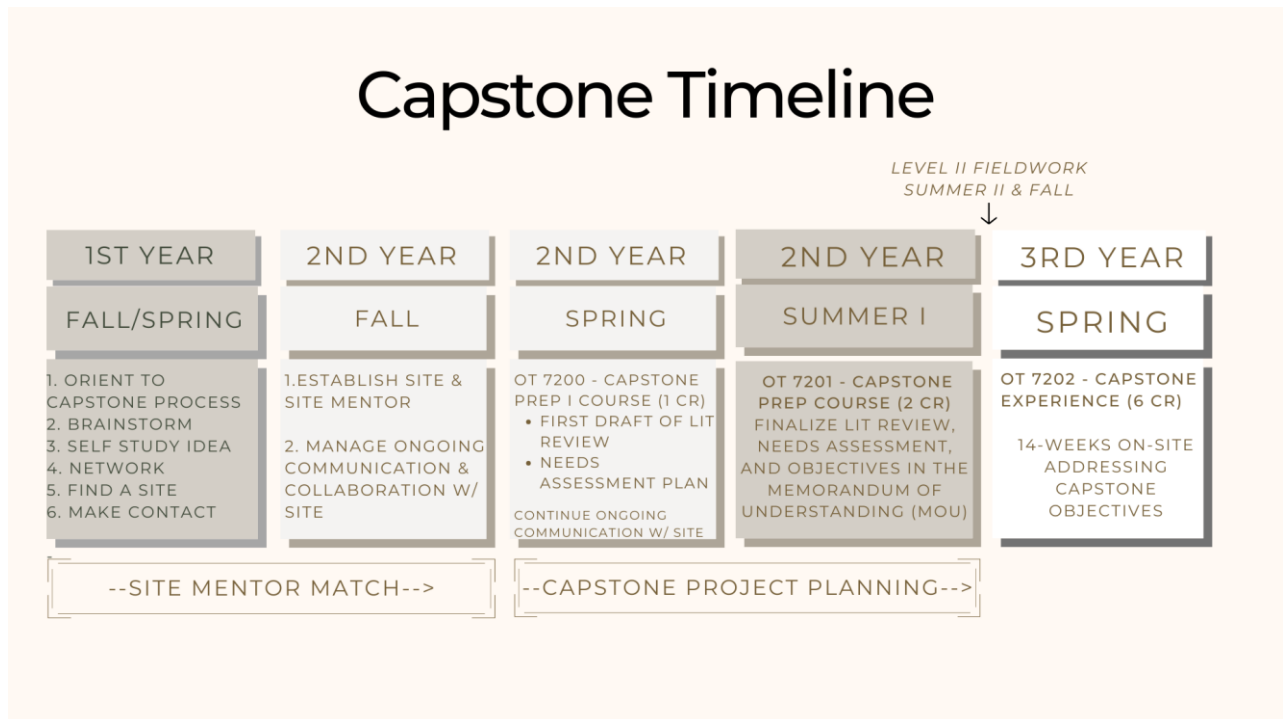 Capstone Timeline
LEVEL II FIELDWORK
SUMMER II & FALL
1ST YEAR
FALL/SPRING
1. ORIENT TO
CAPSTONE PROCESS
2. BRAINSTORM
3. SELF STUDY IDEA
4. NETWORK
5. FIND A SITE
6. MAKE CONTACT
2ND YEAR
FALL
1.ESTABLISH SITE &
SITE MENTOR
2. MANAGE ONGOING
COMMUNICATION &
COLLABORATION W/
SITE
2ND YEAR
SPRING
OT 7200 - CAPSTONE
PREP I COURSE (1 CR)
• FIRST DRAFT OF LIT
REVIEW
• NEEDS
ASSESSMENT PLAN
CONTINUE ONGOING
COMMUNICATION W/ SITE
2ND YEAR
SUMMER I
OT 7201 - CAPSTONE
PREP COURSE (2 CR)
FINALIZE LIT REVIEW,
NEEDS ASSESSMENT,
AND OBJECTIVES IN THE
MEMORANDUM OF
UNDERSTANDING (MOU)
3RD YEAR
SPRING
OT 7202 - CAPSTONE
EXPERIENCE (6 CR)
14-WEEKS ON-SITE
ADDRESSING
CAPSTONE
OBJECTIVES
--SITE MENTOR MATCH-->
--CAPSTONE PROJECT PLANNING-->